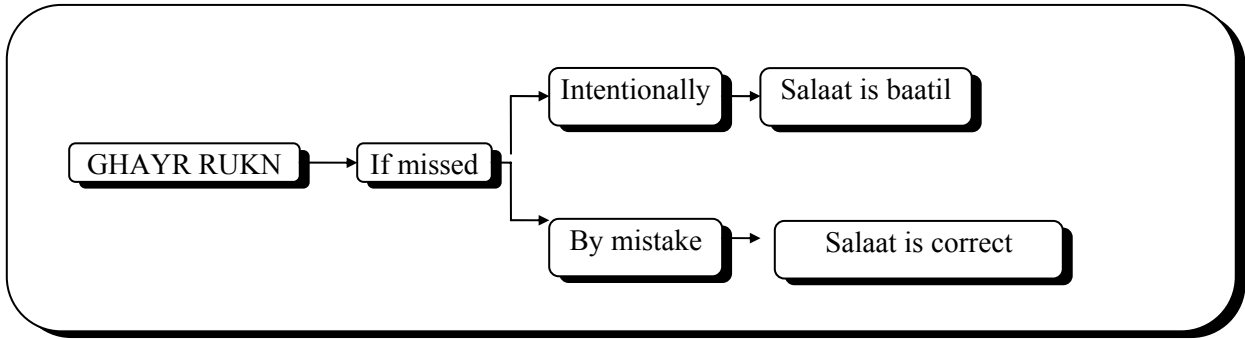 GHAYR RUKN
If missed
Intentionally
Salaat is baatil
By mistake
Salaat is correct